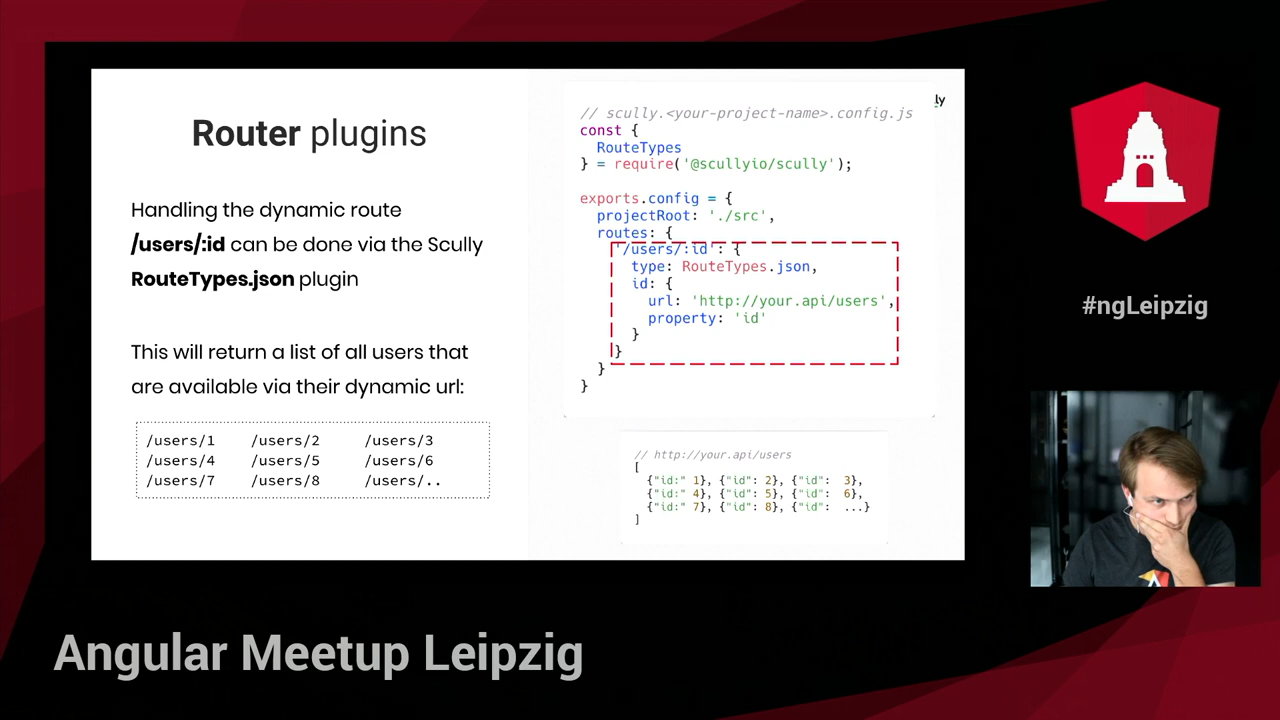 Router plugins
Handling the dynamic route
/users/:id can be done via the Scully
RouteTypes.json plugin
This will return a list of all users that
are available via their dynamic url:
/users/1 /users/2 /users/3
/users/4 /users/5 /users/6
/users/7 /users/8 /users/..
ly
// scully.<your-project-name>.config.js
const {
RouteTypes
} = require('@scullyio/scully');
exports.config = {
projectRoot: './src',
routes: {
'/users/:id': {
type: RouteTypes.json,
id: {
url: 'http://your.api/users',
property: 'id'
}
}
}
}
// http://your.api/users
[
{"id:" 1}, {"id": 2}, {"id": 3},
{"id:" 4}, {"id": 5}, {"id": 6},
{"id:" 7}, {"id": 8}, {"id": ...}
]
#ngLeipzig
Angular Meetup Leipzig